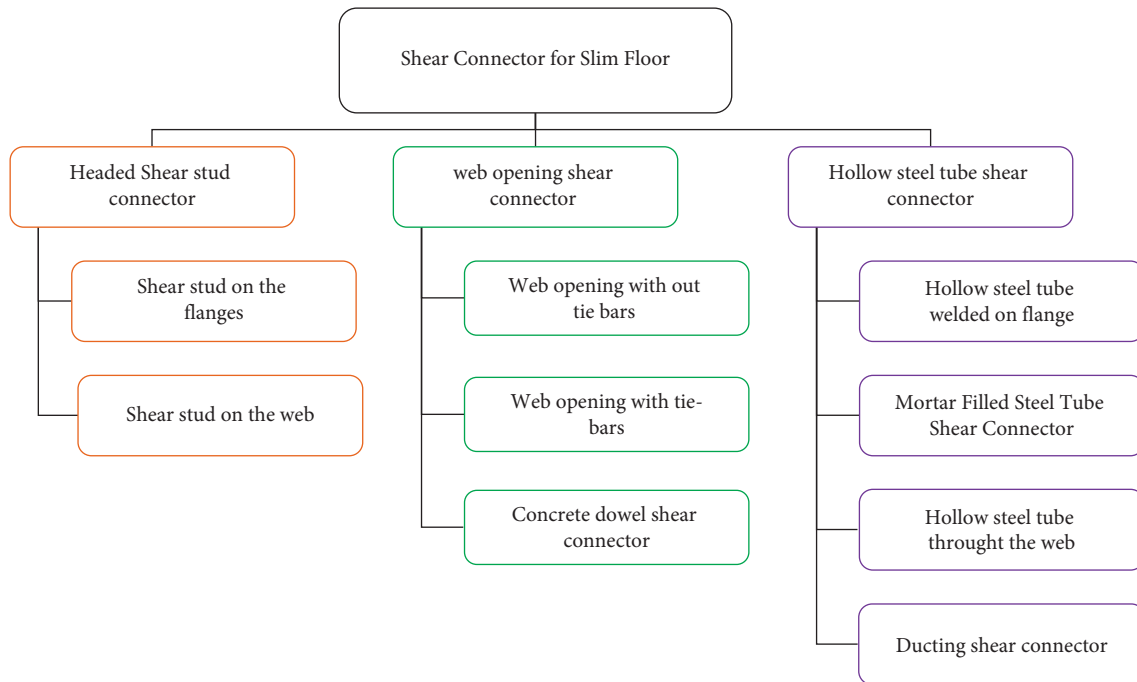 Shear Connector for Slim Floor
Headed Shear stud
connector
Shear stud on the
flanges
Shear stud on the web
web opening shear
connector
Web opening with out
tie bars
Web opening with tie-
bars
Concrete dowel shear
connector
Hollow steel tube shear
connector
Hollow steel tube
welded on flange
Mortar Filled Steel Tube
Shear Connector
Hollow steel tube
throught the web
Ducting shear connector